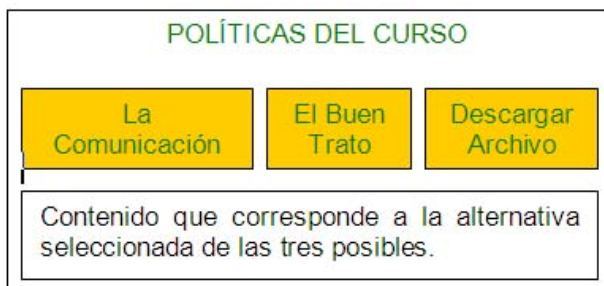 POLÍTICAS DEL CURSO
La
Comunicación
El Buen
Trato
Descargar
Archivo
Contenido que corresponde a la alternativa
seleccionada de las tres posibles.